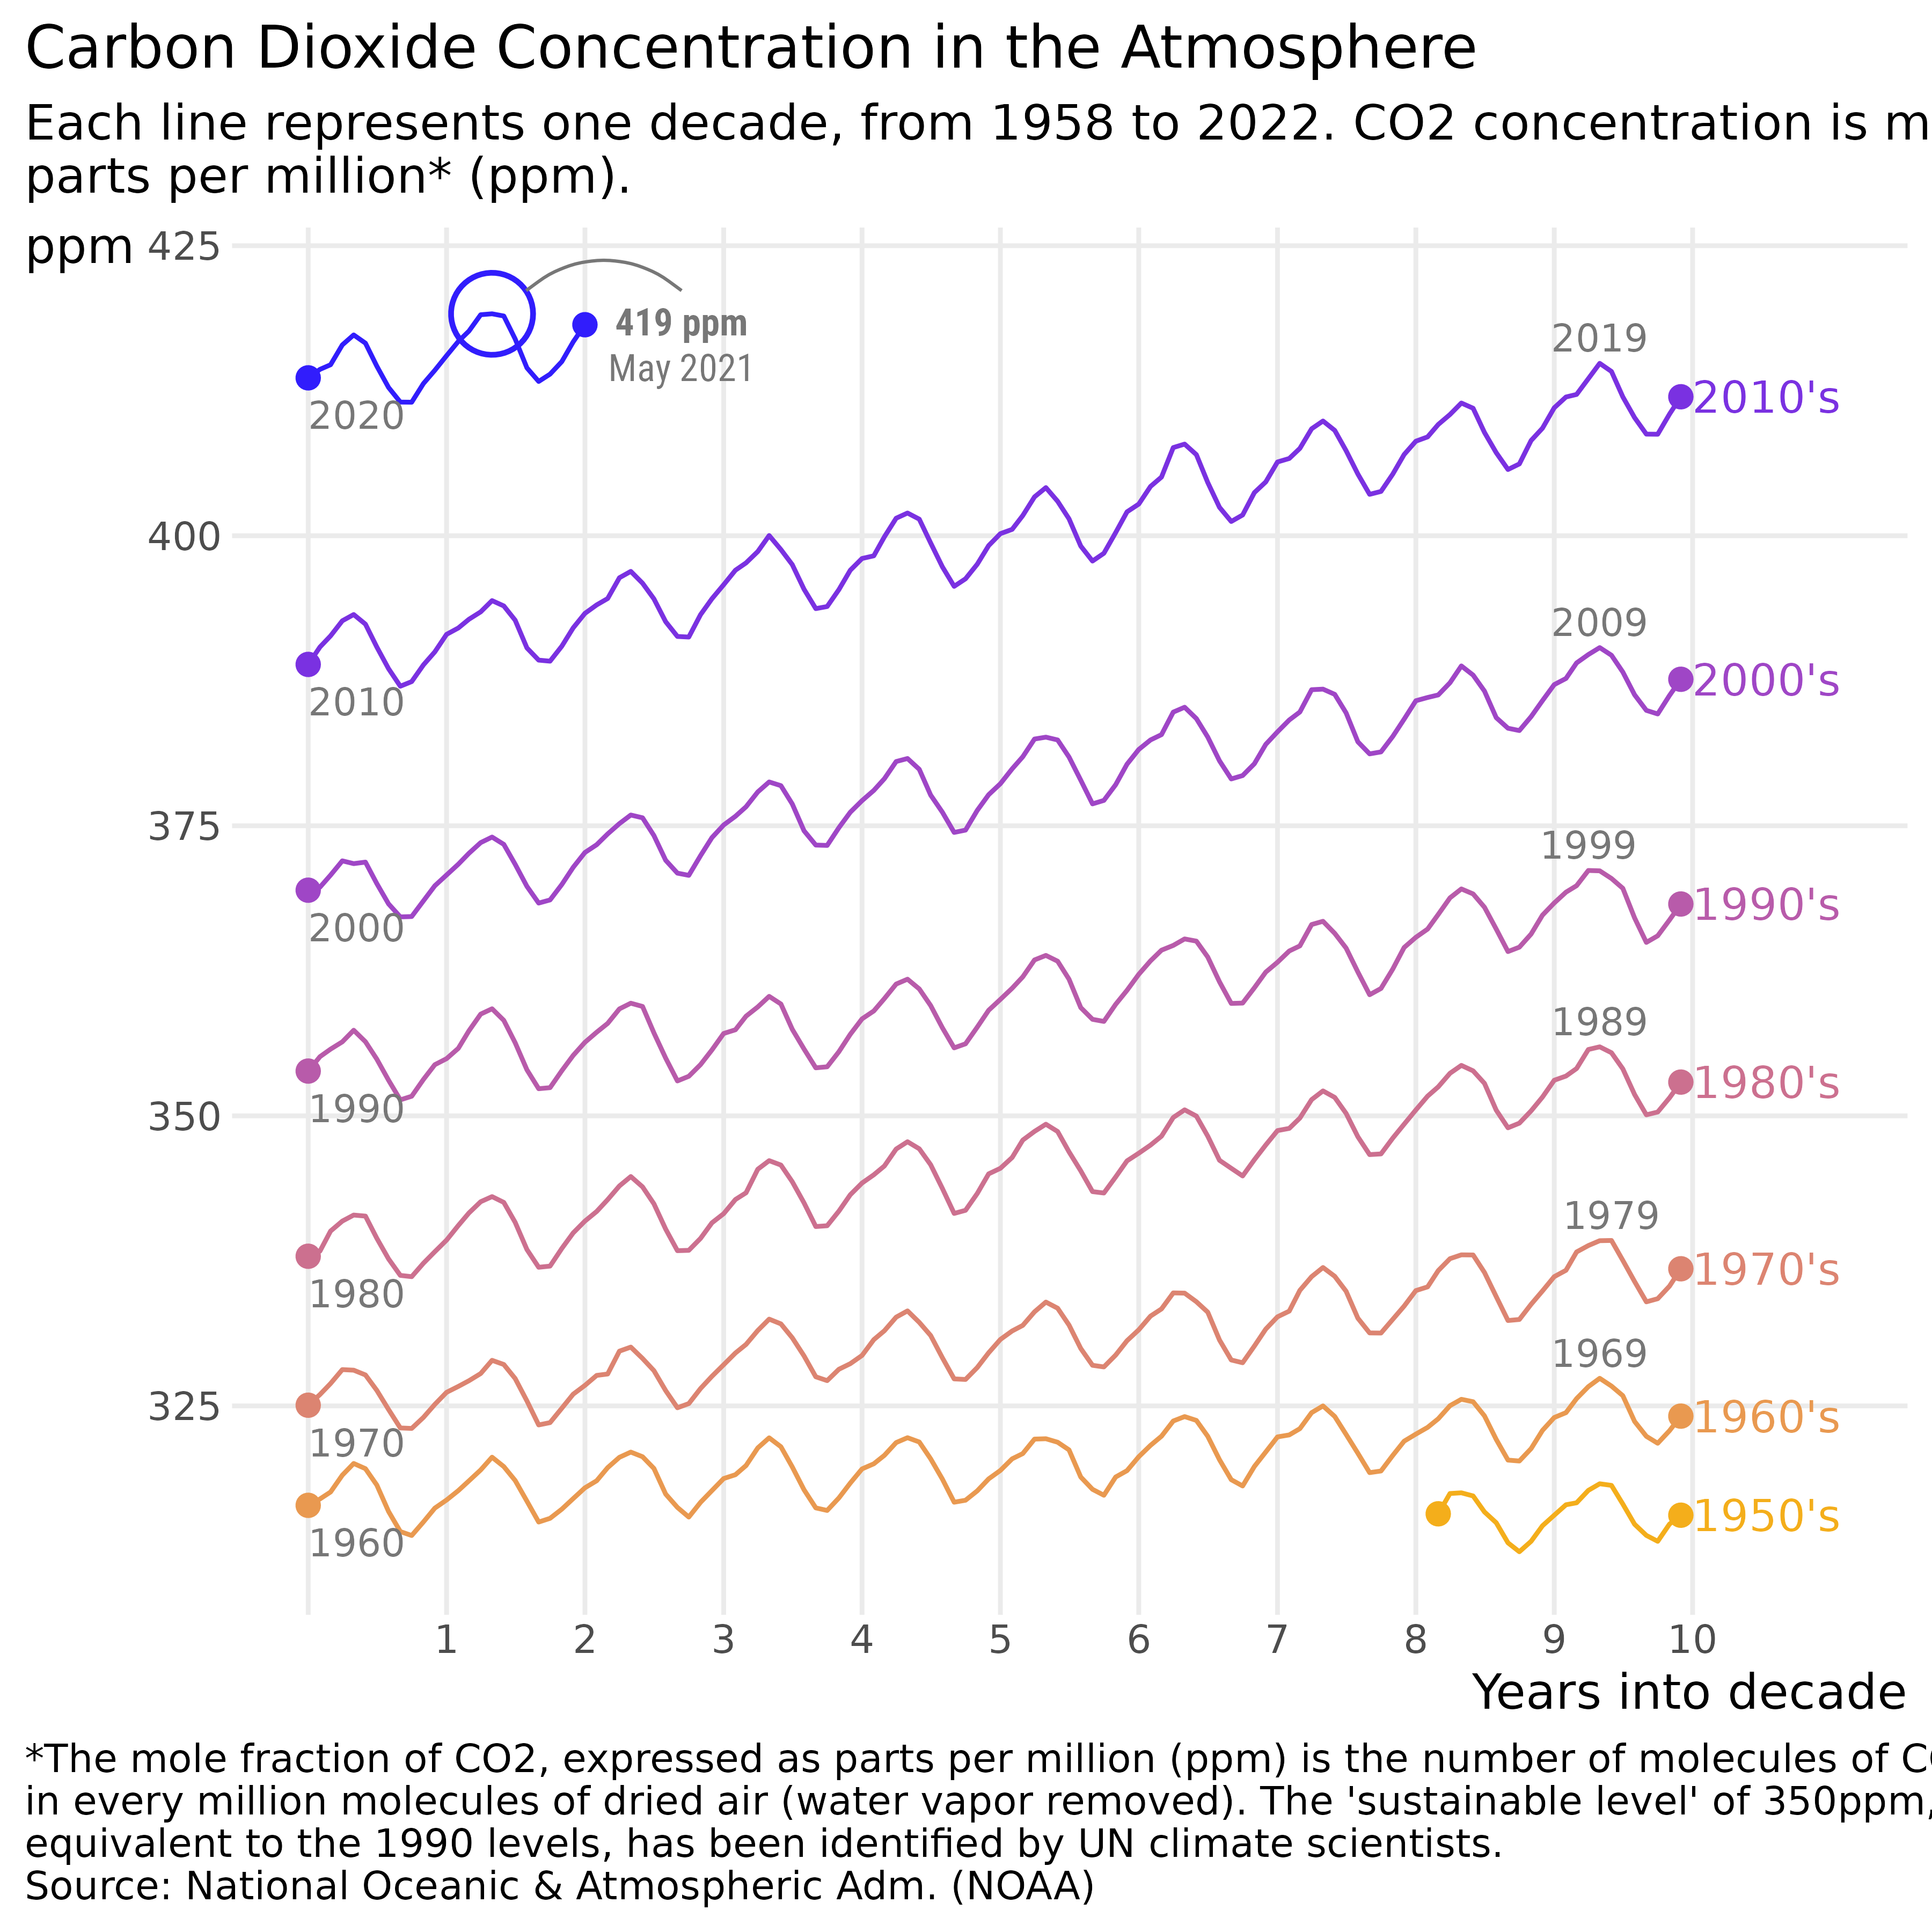 Carbon Dioxide Concentration in the Atmosphere
Each line represents one decade, from 1958 to 2022. CO2 concentration is m
parts per million* (ppm).
ppm
425
400
375
350
325
419 ppm
May 2021
2020
2019
2010's
2010
2009
2000's
2000
1999
1990's
1990
1989
1980's
1980
1979
1970's
1970
1969
1960's
1960
1950's
1 2 3 4 5 6 7 8 9 10
Years into decade
*The mole fraction of CO2, expressed as parts per million (ppm) is the number of molecules of C
in every million molecules of dried air (water vapor removed). The 'sustainable level' of 350ppm,
equivalent to the 1990 levels, has been identified by UN climate scientists.
Source: National Oceanic & Atmospheric Adm. (NOAA)